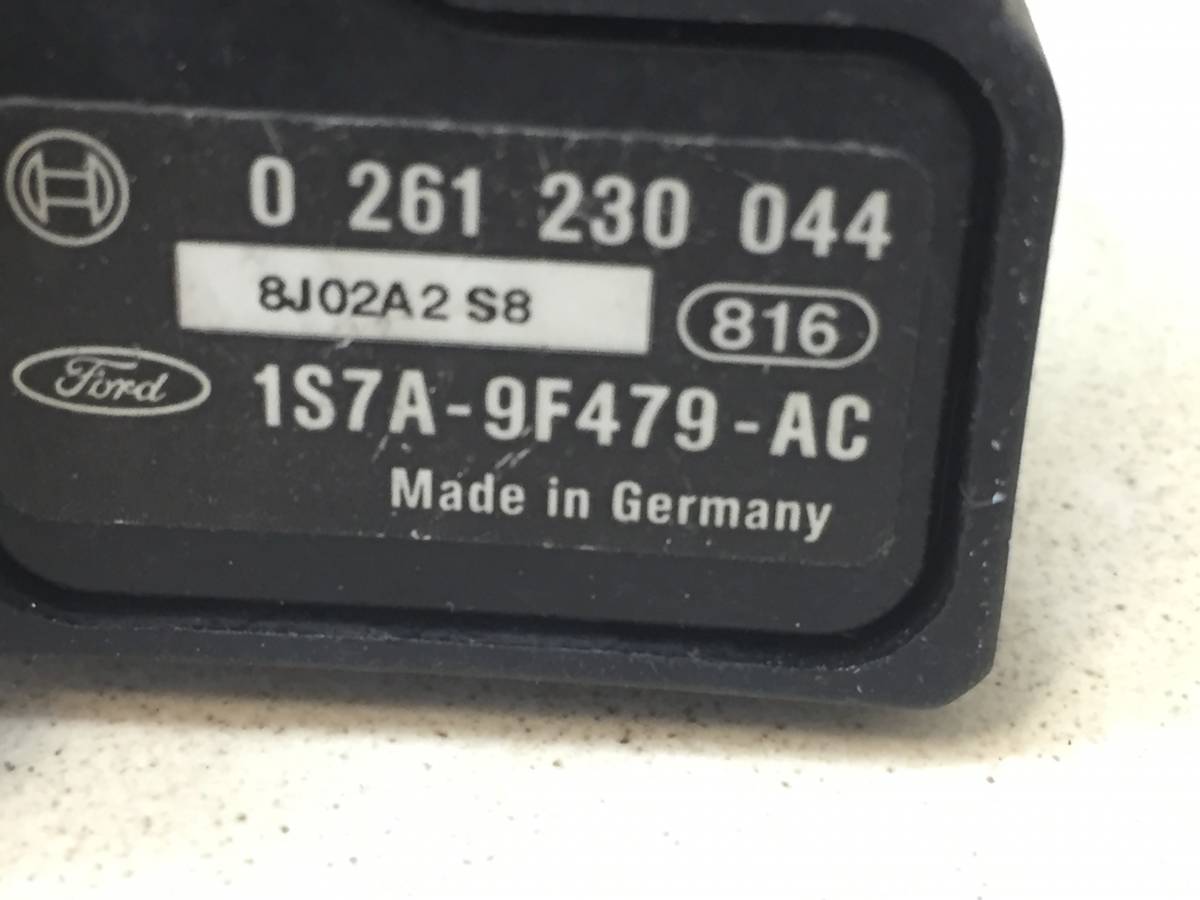 0 261 230 044
8J02A2 S8
816
Ford
1S7A-9F479-AC
Made in Germany